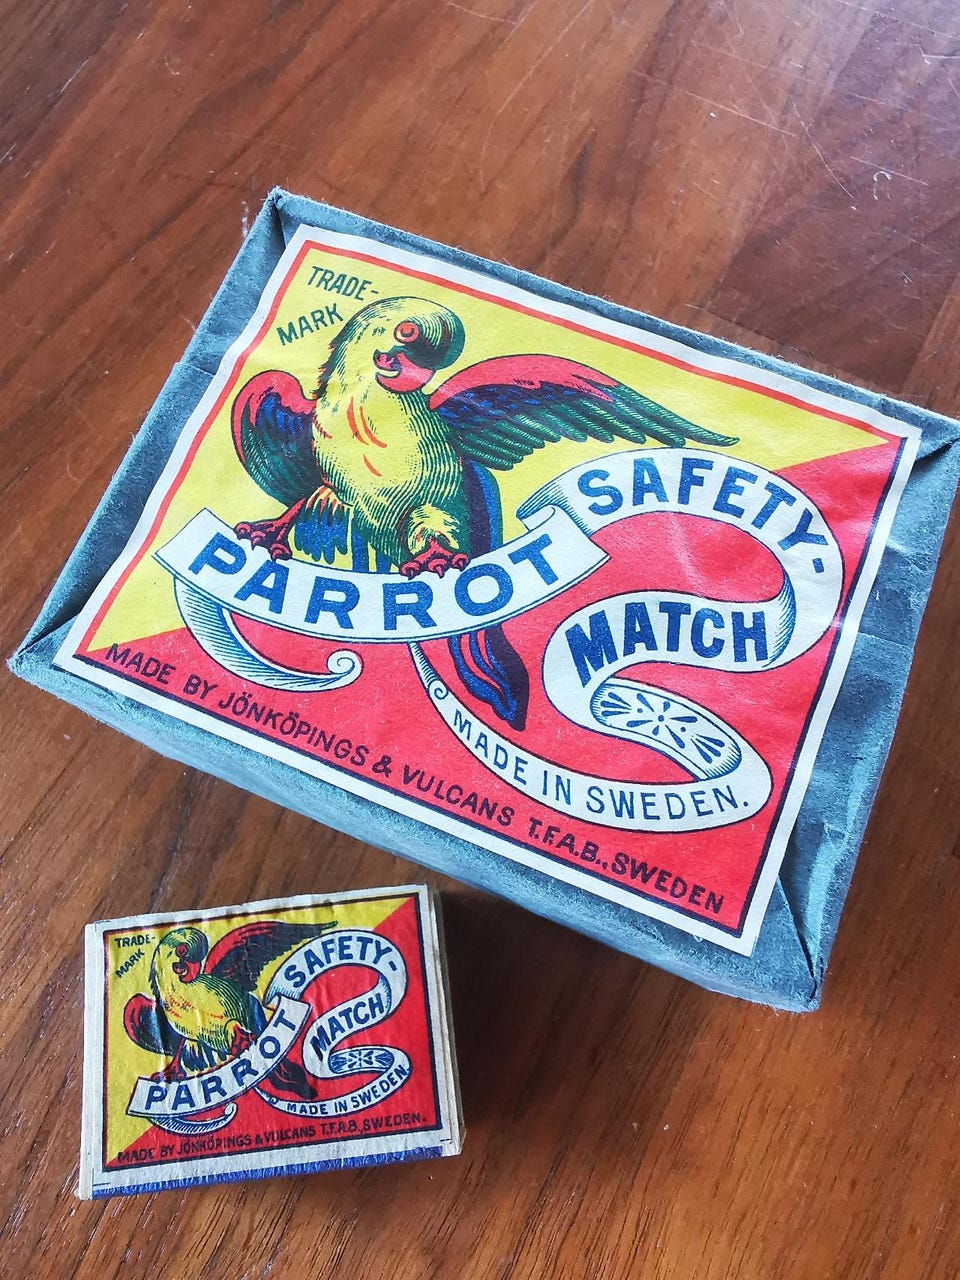 TRADE-
MARK
PARROT
SAFETY-
MATCH
MADE IN SWEDEN.
MADE BY JÖNKÖPINGS & VULCANS T.F.A.B., SWEDEN
TRADE-
MARK
PARROT
SAFETY-
MATCH
MADE IN SWEDEN
MADE BY JÖNKÖPINGS & VULCANS T.F.A.B., SWEDEN.